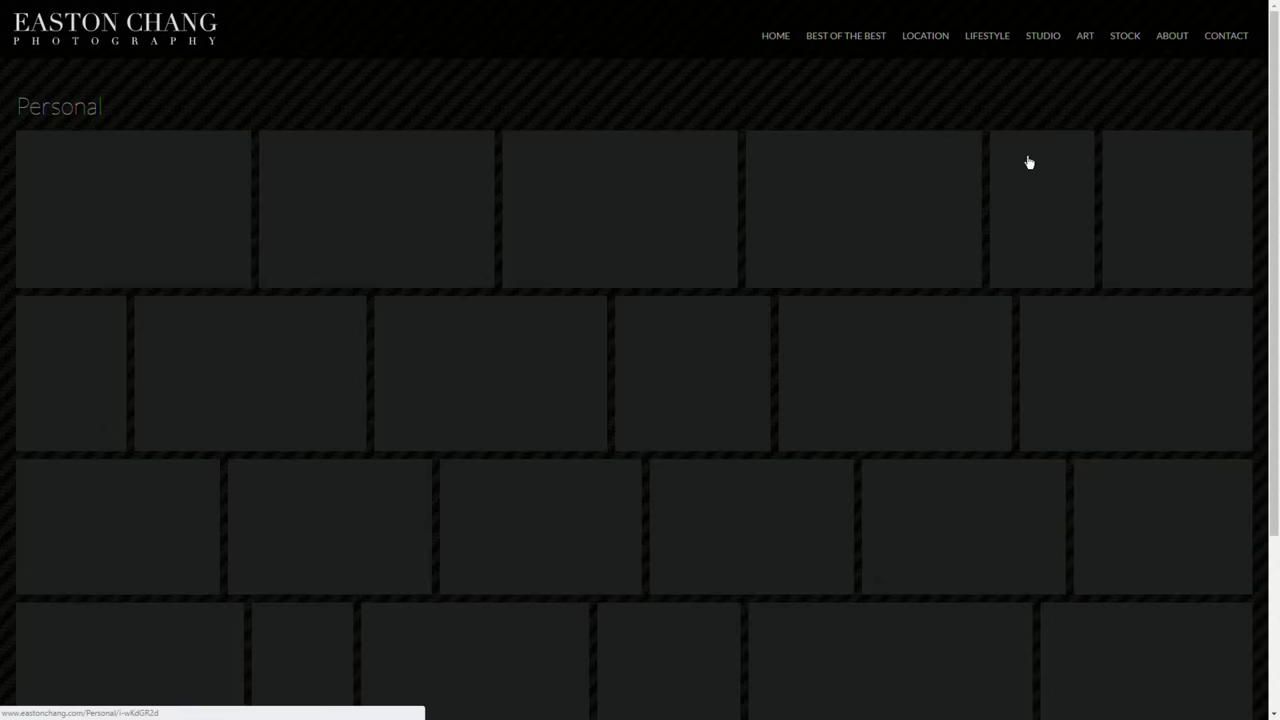 EASTON CHANG
PHOTOGRAPHY
HOME BEST OF THE BEST LOCATION LIFESTYLE STUDIO ART STOCK ABOUT CONTACT
Personal
www.eastonchang.com/Personal/i-wKdGR2d